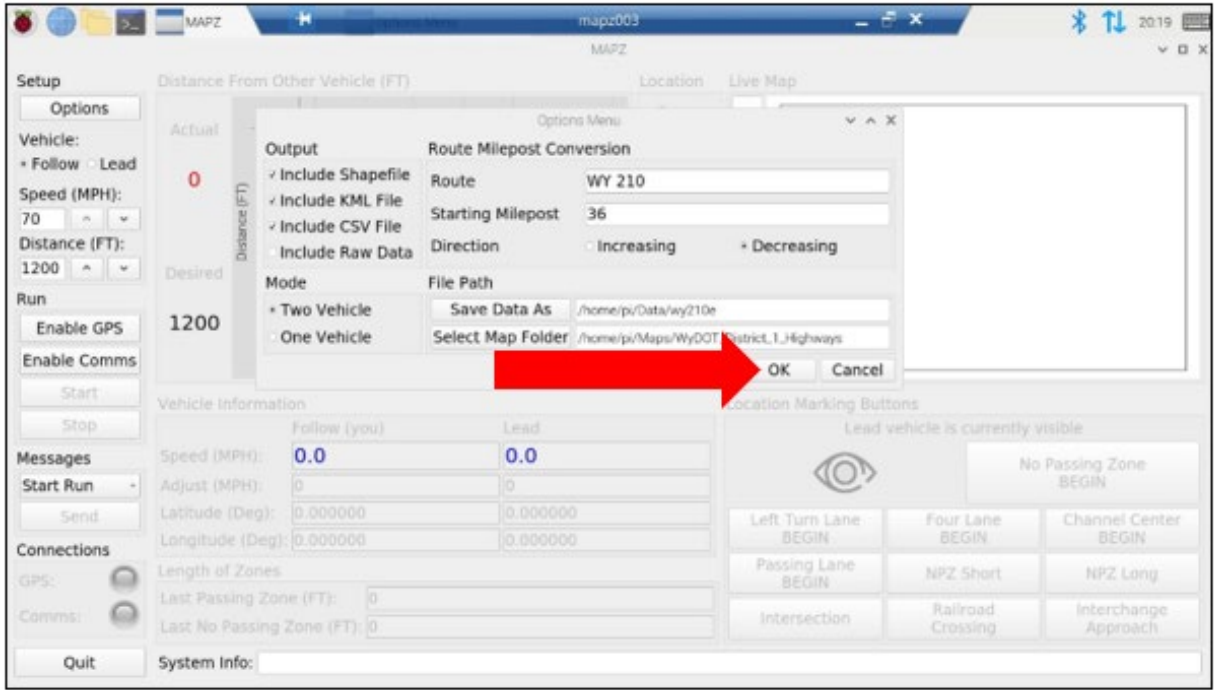 MAPZ
mapz003
20:19
MAPZ
Setup
Options
Vehicle:
Follow Lead
Speed (MPH):
70
Distance (FT):
1200
Run
Enable GPS
Enable Comms
Start
Stop
Messages
Start Run
Send
Connections
GPS:
Comms:
Quit
Distance From Other Vehicle (FT)
Actual
0
Desired
1200
Distance (FT)
Location
Live Map
Options Menu
Output
Include Shapefile
Include KML File
Include CSV File
Include Raw Data
Mode
Two Vehicle
One Vehicle
Route Milepost Conversion
Route WY 210
Starting Milepost 36
Direction Increasing Decreasing
File Path
Save Data As /home/pi/Data/wy210e
Select Map Folder /home/pi/Maps/WyDOT_District_1_Highways
OK Cancel
Vehicle Information
Follow (you) Lead
Speed (MPH): 0.0 0.0
Adjust (MPH): 0 0
Latitude (Deg): 0.000000 0.000000
Longitude (Deg): 0.000000 0.000000
Length of Zones
Last Passing Zone (FT): 0
Last No Passing Zone (FT): 0
Location Marking Buttons
Lead vehicle is currently visible
No Passing Zone
BEGIN
Left Turn Lane
BEGIN
Four Lane
BEGIN
Channel Center
BEGIN
Passing Lane
BEGIN
NPZ Short
NPZ Long
Intersection
Railroad
Crossing
Interchange
Approach
System Info: